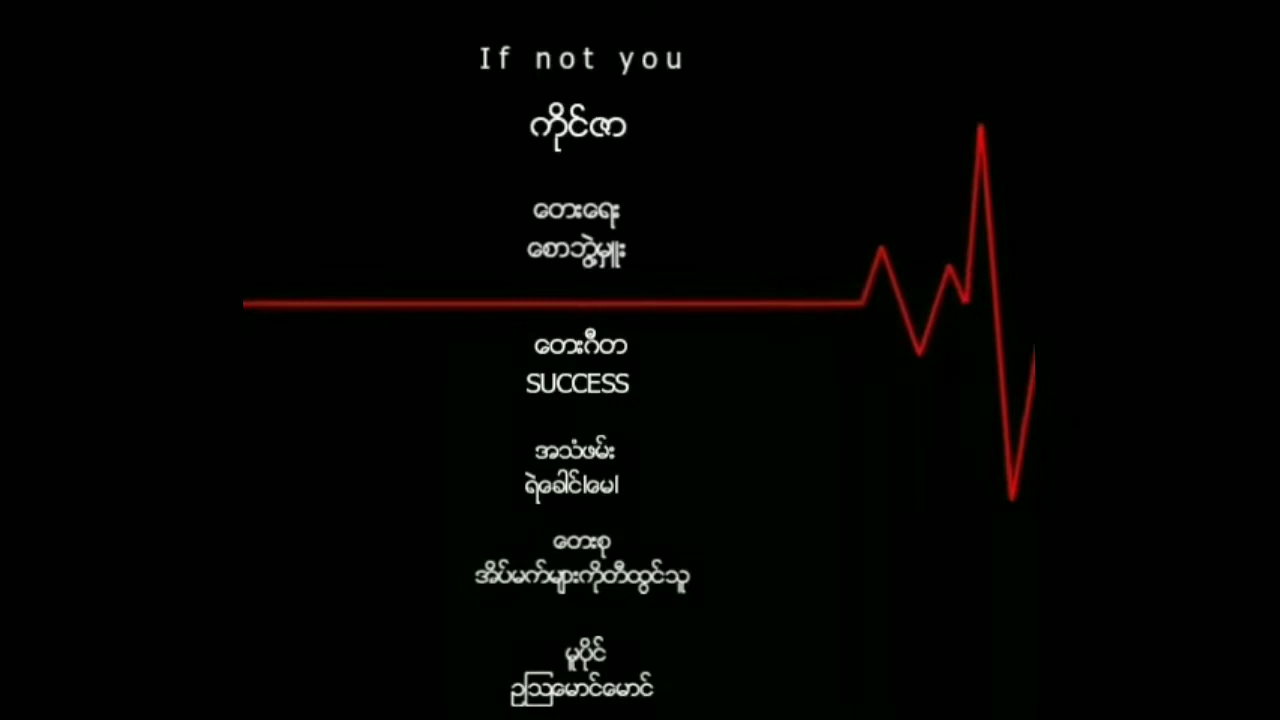 If not you
ကိုင်ဇာ
တေးရေး
စောဘွဲ့မှူး
တေးဂီတ
SUCCESS
အသံဖမ်း
ရဲခေါင်၊မေ၊
တေးစု
အိပ်မက်များကိုတီထွင်သူ
မူပိုင်
ဥသြမောင်မောင်